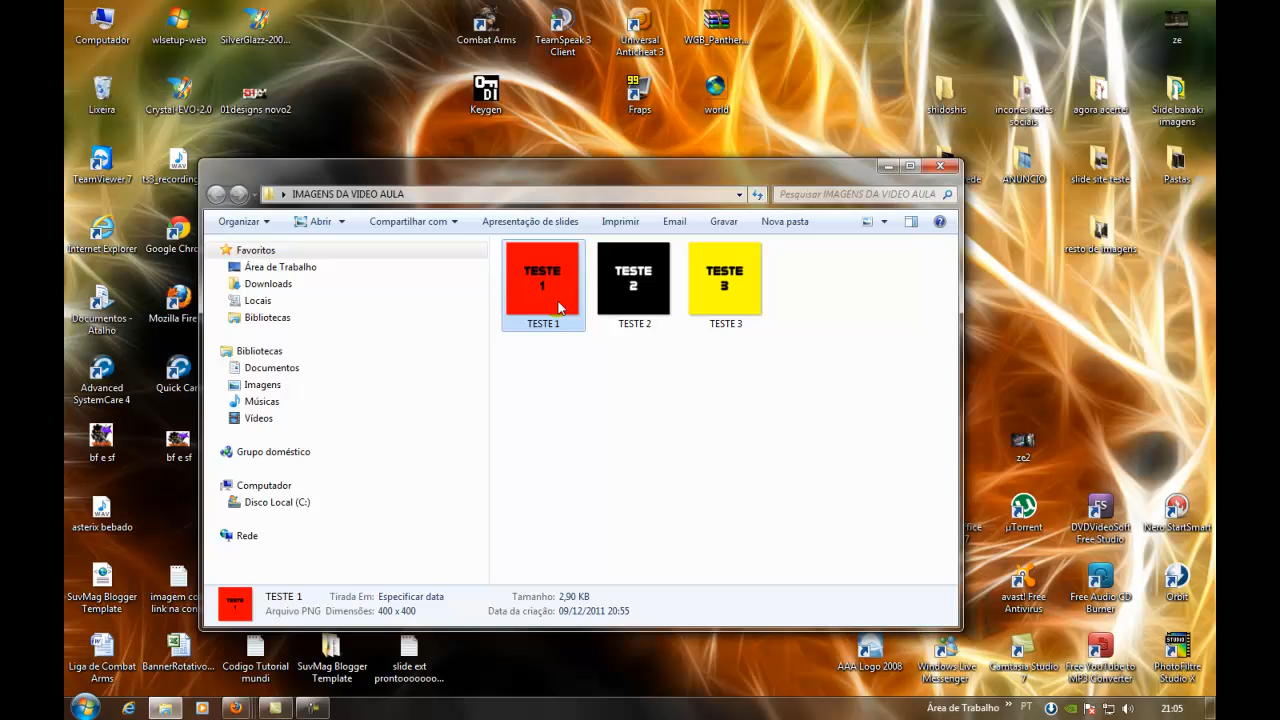 Computador
wlsetup-web
SilverGlazz-200...
Combat Arms
TeamSpeak 3
Client
Universal
Anticheat 3
WGB_Panther...
ze
Lixeira
Crystal-EVO-2.0
01designs novo2
Keygen
Fraps
world
shidoshis
incones redes
sociais
agora acertei
Slide baixaki
imagens
TeamViewer 7
ts3_recording
ANUNCIO
slide site teste
Pastas
IMAGENS DA VIDEO AULA
Pesquisar IMAGENS DA VIDEO AULA
Organizar
Abrir
Compartilhar com
Apresentação de slides
Imprimir
Email
Gravar
Nova pasta
Internet Explorer
Google Chro
resto de imagens
Favoritos
Área de Trabalho
Downloads
Locais
Bibliotecas
TESTE
1
TESTE
2
TESTE
3
TESTE 1
TESTE 2
TESTE 3
Documentos -
Atalho
Mozilla Fire
Bibliotecas
Documentos
Imagens
Músicas
Vídeos
Advanced
SystemCare 4
Quick Car
Grupo doméstico
bf e sf
bf e sf
ze2
Computador
Disco Local (C:)
Rede
asterix bebado
µTorrent
DVDVideoSoft
Free Studio
Nero StartSmart
TESTE 1
Tirada Em: Especificar data
Tamanho: 2,90 KB
Arquivo PNG
Dimensões: 400 x 400
Data da criação: 09/12/2011 20:55
SuvMag Blogger
Template
imagem co
link na con
avast! Free
Antivirus
Free Audio CD
Burner
Orbit
Liga de Combat
Arms
BannerRotativo...
Codigo Tutorial
mundi
SuvMag Blogger
Template
slide ext
prontoooooo...
AAA Logo 2008
Windows Live
Messenger
Camtasia Studio
7
Free YouTube to
MP3 Converter
PhotoFiltre
Studio X
Área de Trabalho
PT
21:05